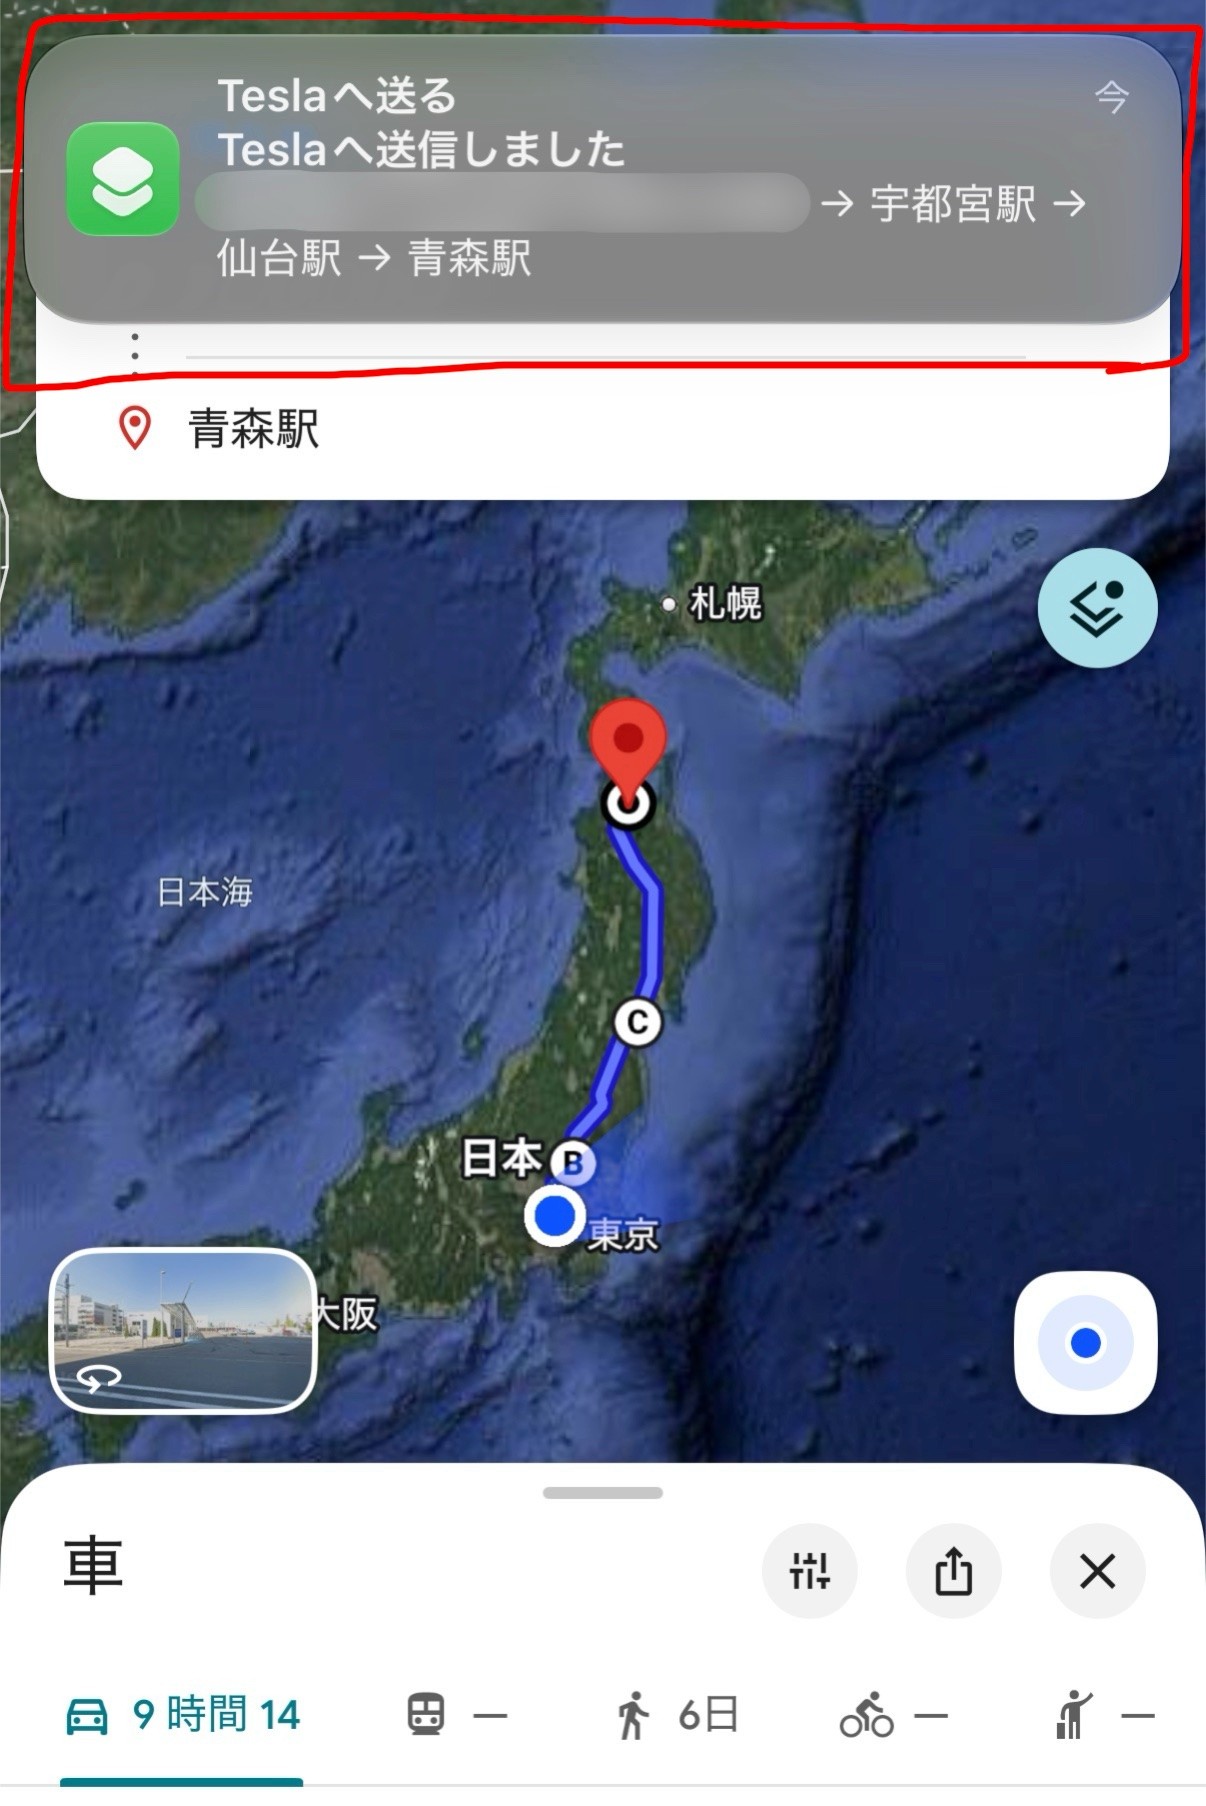 Teslaへ送る
今
Teslaへ送信しました
→ 宇都宮駅 →
仙台駅 → 青森駅
青森駅
札幌
日本海
C
日本
B
東京
大阪
車
9 時間 14
—
6日
—
—